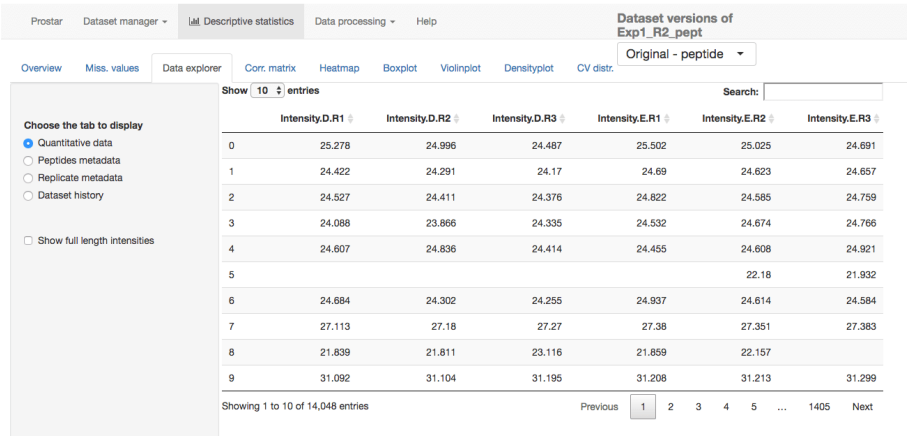 Prostar Dataset manager Descriptive statistics Data processing Help
Dataset versions of
Exp1_R2_pept
Original - peptide
Overview Miss. values Data explorer Corr. matrix Heatmap Boxplot Violinplot Densityplot CV distr.
Choose the tab to display
Quantitative data
Peptides metadata
Replicate metadata
Dataset history
Show full length intensities
Show 10 entries Search:
Intensity.D.R1 Intensity.D.R2 Intensity.D.R3 Intensity.E.R1 Intensity.E.R2 Intensity.E.R3
0 25.278 24.996 24.487 25.502 25.025 24.691
1 24.422 24.291 24.17 24.69 24.623 24.657
2 24.527 24.411 24.376 24.822 24.585 24.759
3 24.088 23.866 24.335 24.532 24.674 24.766
4 24.607 24.836 24.414 24.455 24.608 24.921
5 22.18 21.932
6 24.684 24.302 24.255 24.937 24.614 24.584
7 27.113 27.18 27.27 27.38 27.351 27.383
8 21.839 21.811 23.116 21.859 22.157
9 31.092 31.104 31.195 31.208 31.213 31.299
Showing 1 to 10 of 14,048 entries Previous 1 2 3 4 5 ... 1405 Next